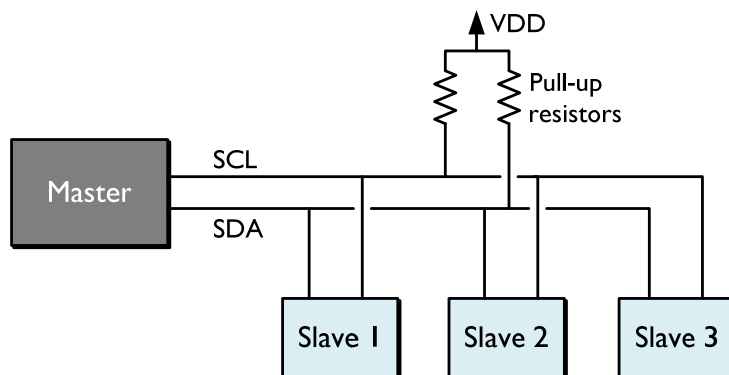 VDD
Pull-up
resistors
SCL
Master
SDA
Slave 1
Slave 2
Slave 3